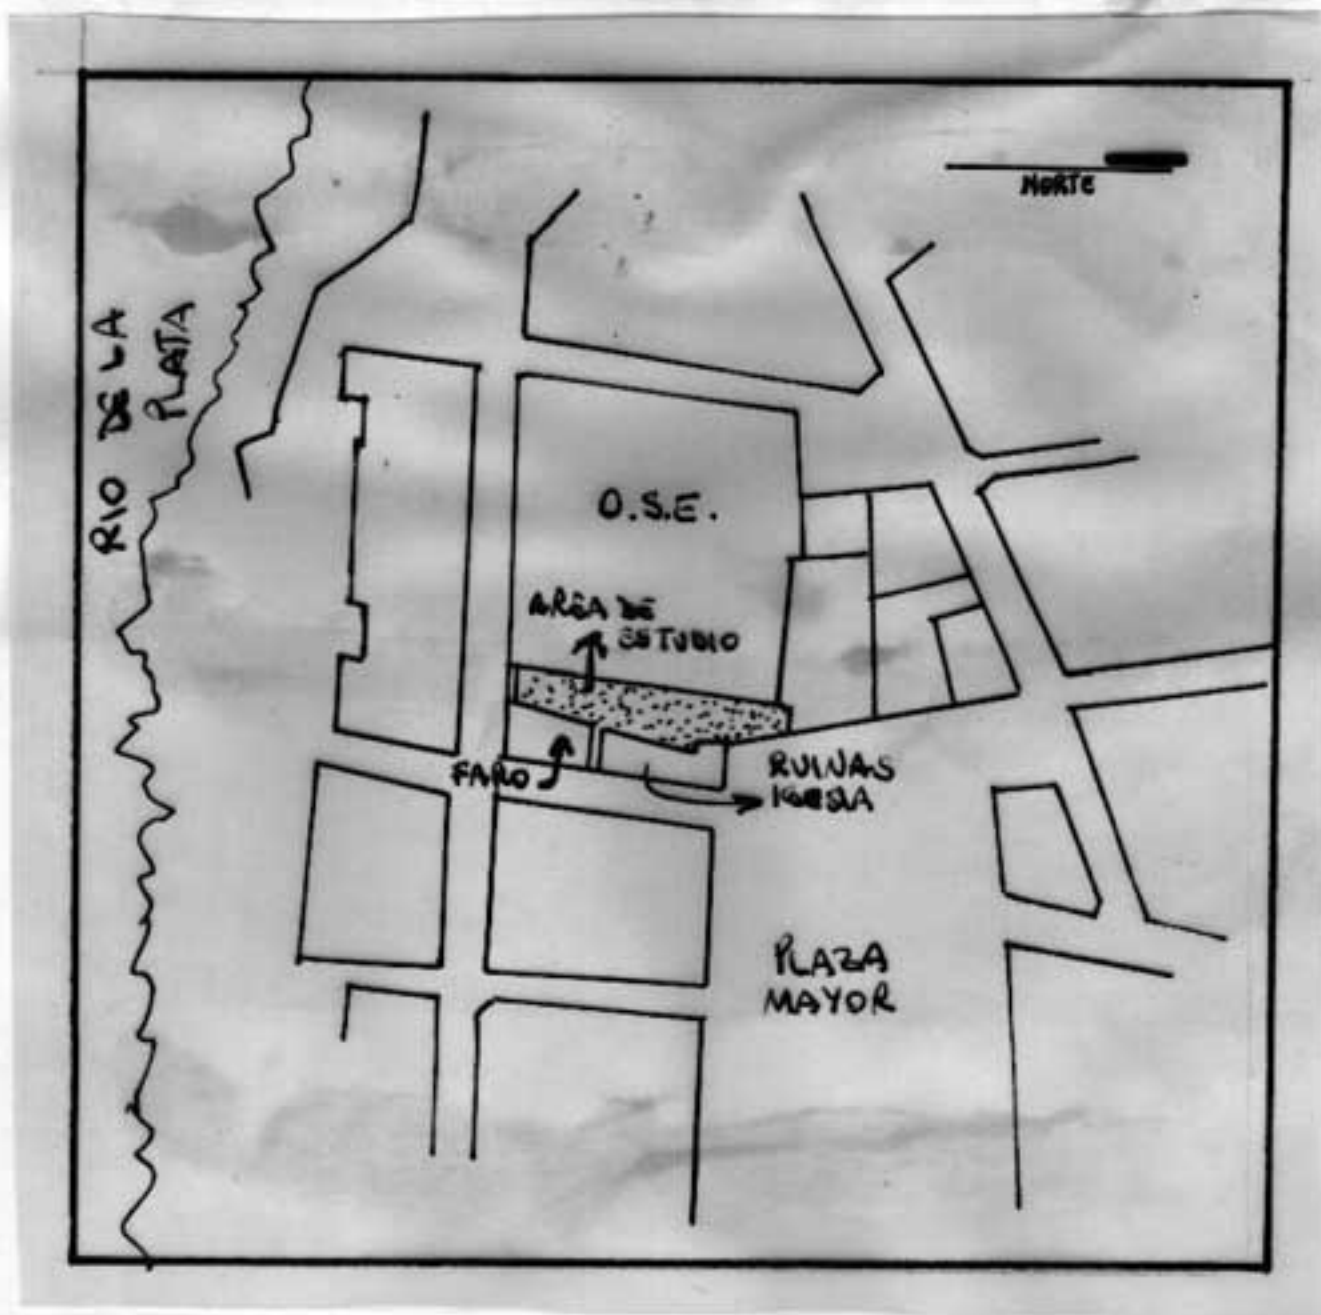 NORTE
RIO DE LA
PLATA
O.S.E.
AREA DE
ESTUDIO
FARO
RUINAS
IGLESIA
PLAZA
MAYOR